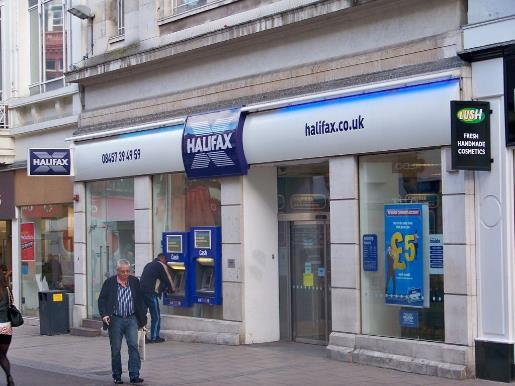 HALIFAX
08457 39 49 59
HALIFAX
halifax.co.uk
LUSH
FRESH
HANDMADE
COSMETICS
Cash
Cash
£5